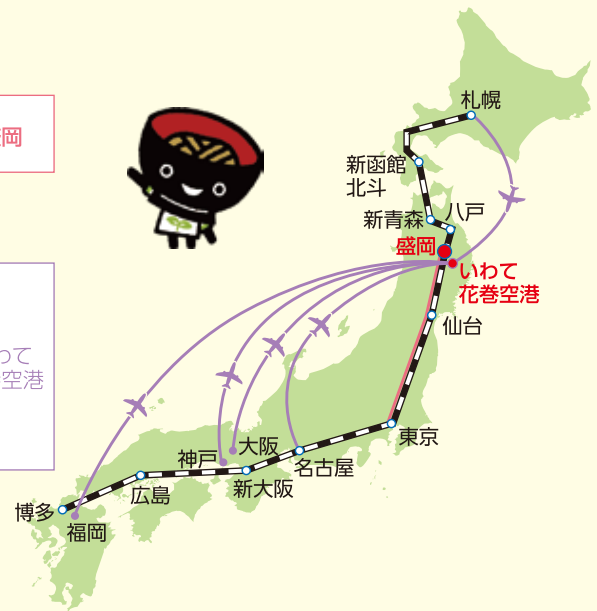 札幌
新函館
北斗
新青森
八戸
盛岡
いわて
花巻空港
仙台
東京
名古屋
大阪
新大阪
神戸
広島
博多
福岡
岡
わて
空港